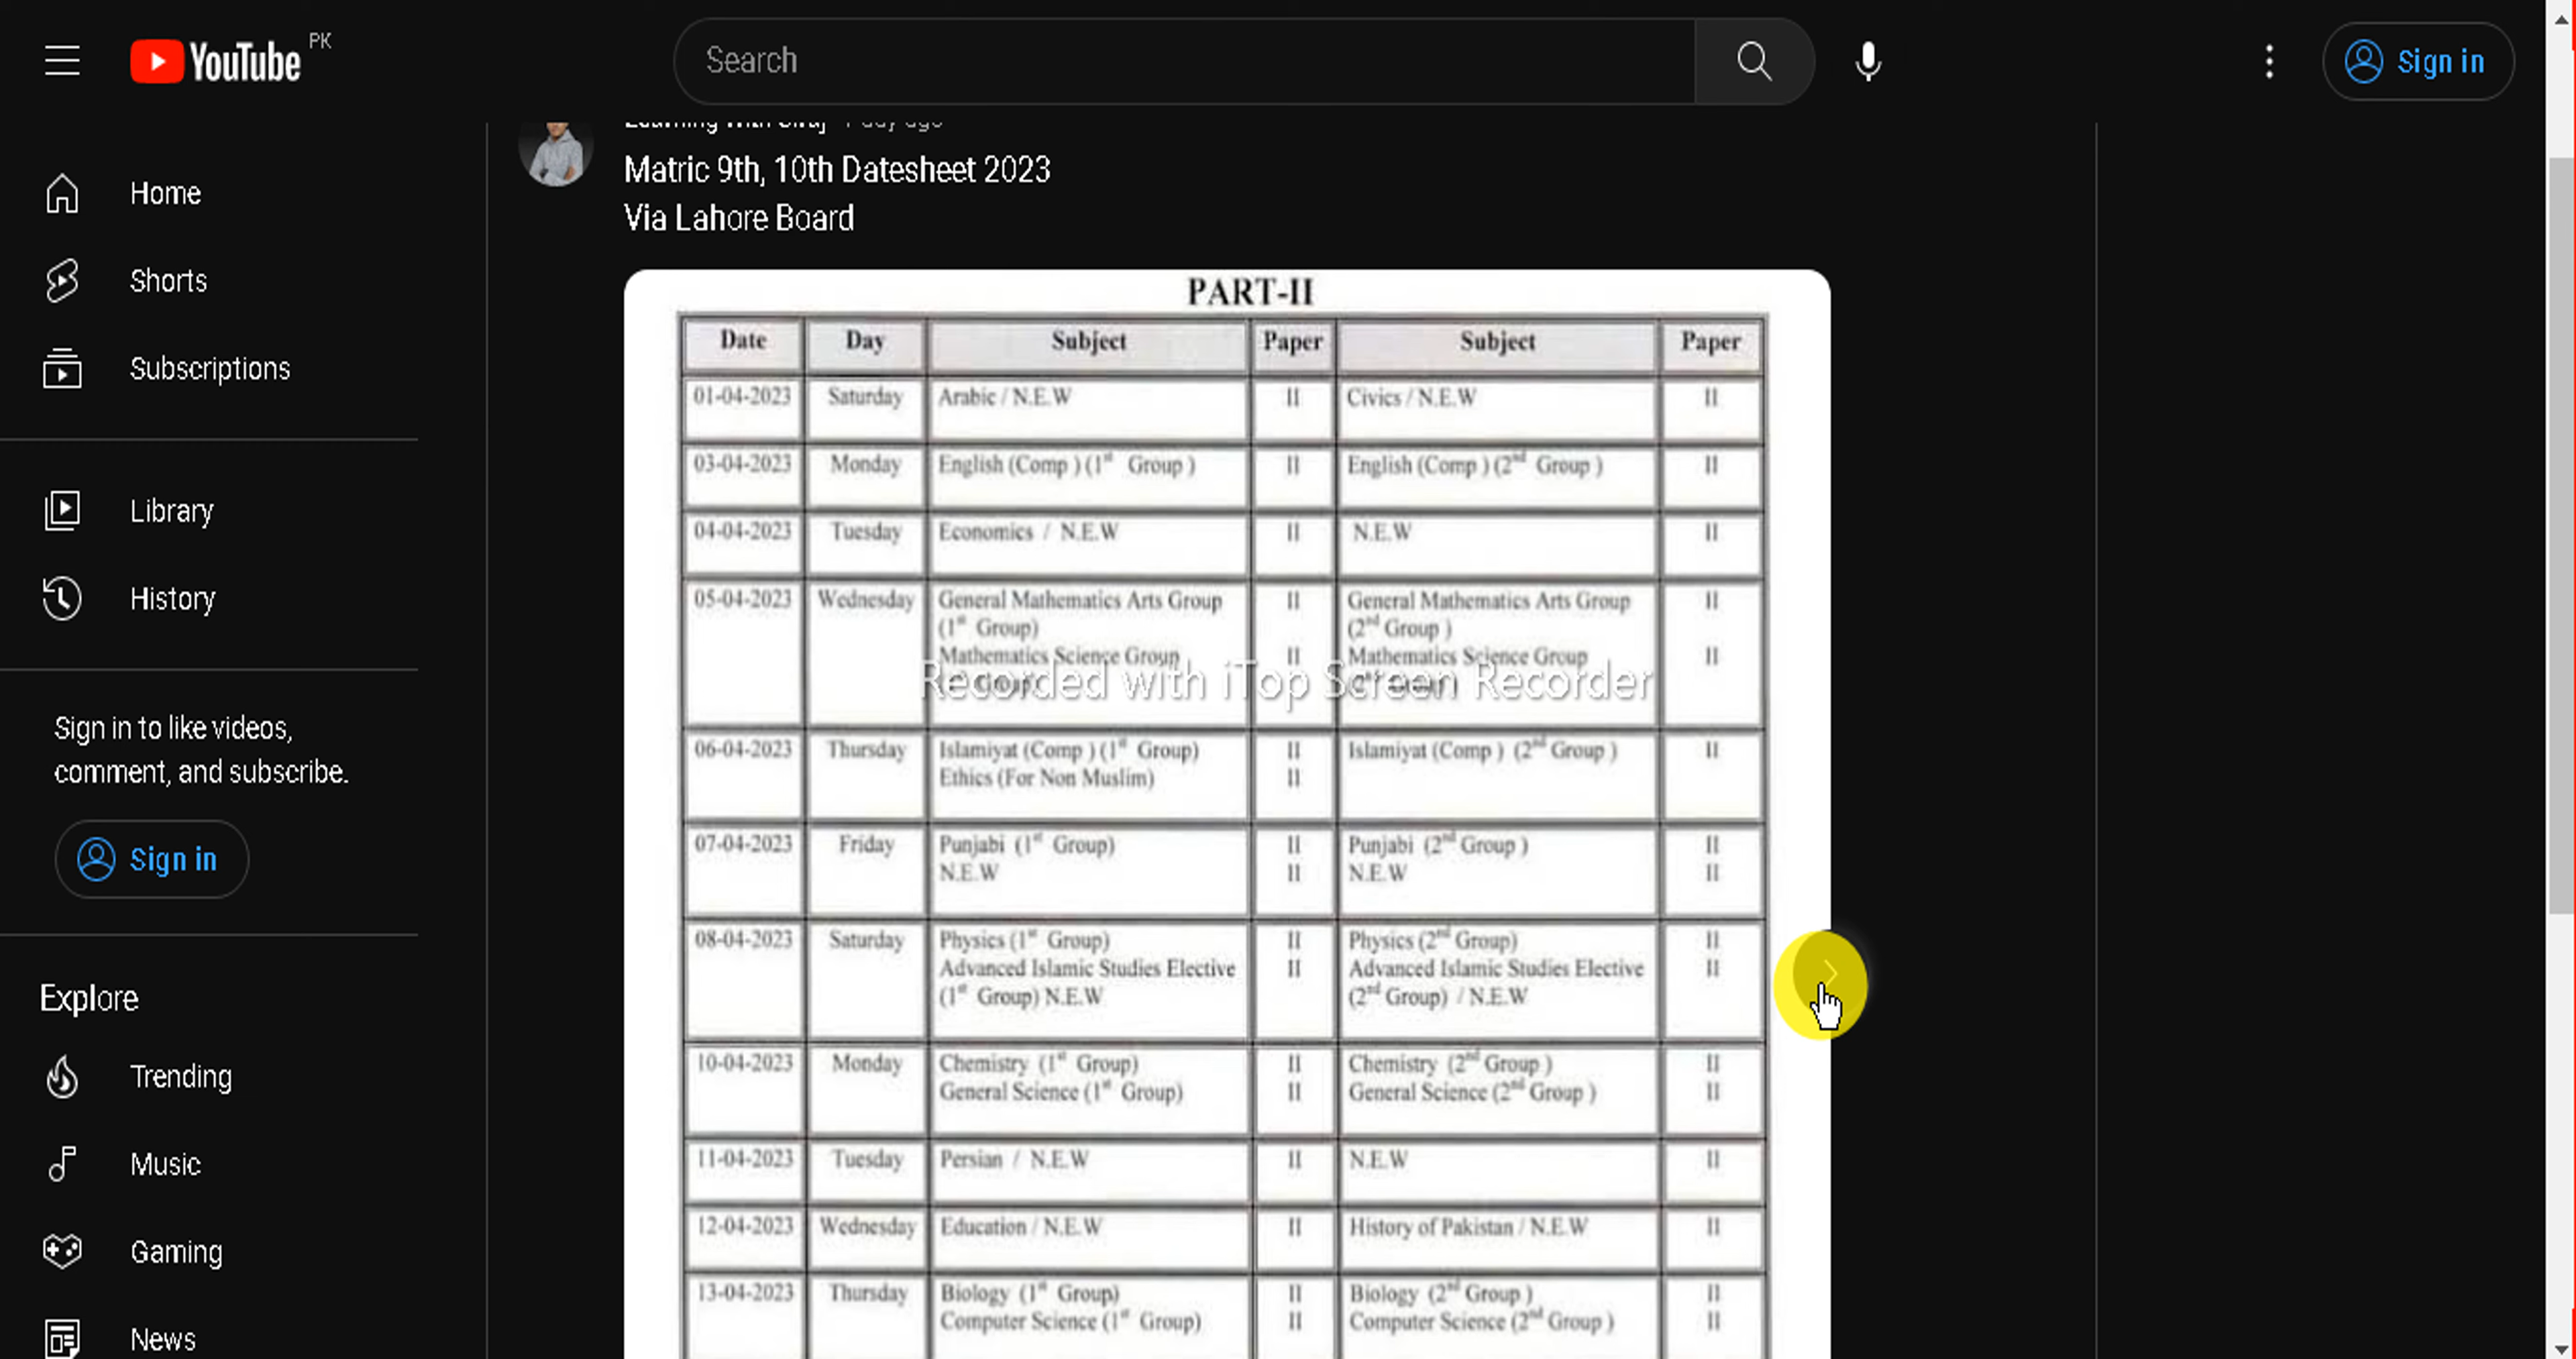 YouTube PK
Search
Sign in
Home
Shorts
Subscriptions
Library
History
Sign in to like videos,
comment, and subscribe.
Sign in
Explore
Trending
Music
Gaming
News
Matric 9th, 10th Datesheet 2023
Via Lahore Board
PART-II
Date Day Subject Paper Subject Paper
01-04-2023 Saturday Arabic / N.E.W II Civics / N.E.W II
03-04-2023 Monday English (Comp ) (1st Group ) II English (Comp ) (2nd Group ) II
04-04-2023 Tuesday Economics / N.E.W II N.E.W II
05-04-2023 Wednesday General Mathematics Arts Group II General Mathematics Arts Group II
(1st Group) (2nd Group )
Mathematics Science Group II Mathematics Science Group II
Recorded with iTop Screen Recorder
06-04-2023 Thursday Islamiyat (Comp ) (1st Group) II Islamiyat (Comp ) (2nd Group ) II
Ethics (For Non Muslim) II
07-04-2023 Friday Punjabi (1st Group) II Punjabi (2nd Group ) II
N.E.W II N.E.W II
08-04-2023 Saturday Physics (1st Group) II Physics (2nd Group) II
Advanced Islamic Studies Elective II Advanced Islamic Studies Elective II
(1st Group) N.E.W (2nd Group) / N.E.W
10-04-2023 Monday Chemistry (1st Group) II Chemistry (2nd Group ) II
General Science (1st Group) II General Science (2nd Group ) II
11-04-2023 Tuesday Persian / N.E.W II N.E.W II
12-04-2023 Wednesday Education / N.E.W II History of Pakistan / N.E.W II
13-04-2023 Thursday Biology (1st Group) II Biology (2nd Group ) II
Computer Science (1st Group) II Computer Science (2nd Group ) II